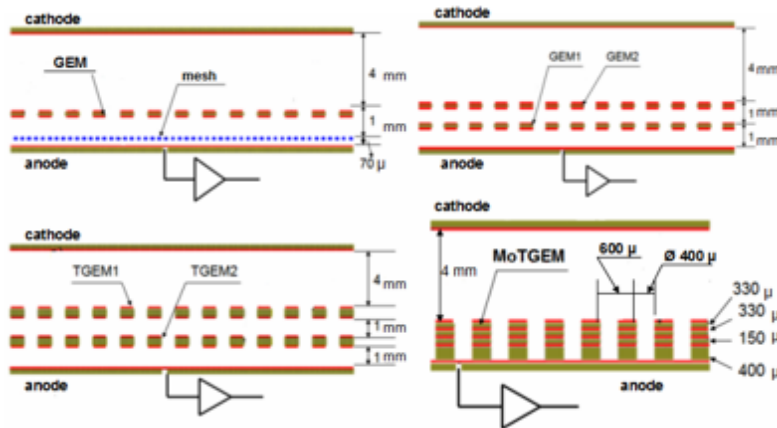 cathode
GEM
mesh
4
mm
1
mm
anode
70 µ
cathode
GEM1
GEM2
4
mm
1
mm
1
mm
anode
cathode
TGEM1
TGEM2
4
mm
1
mm
1
mm
anode
cathode
600 µ
Ø 400 µ
4 mm
MoTGEM
330 µ
330 µ
150 µ
400 µ
anode